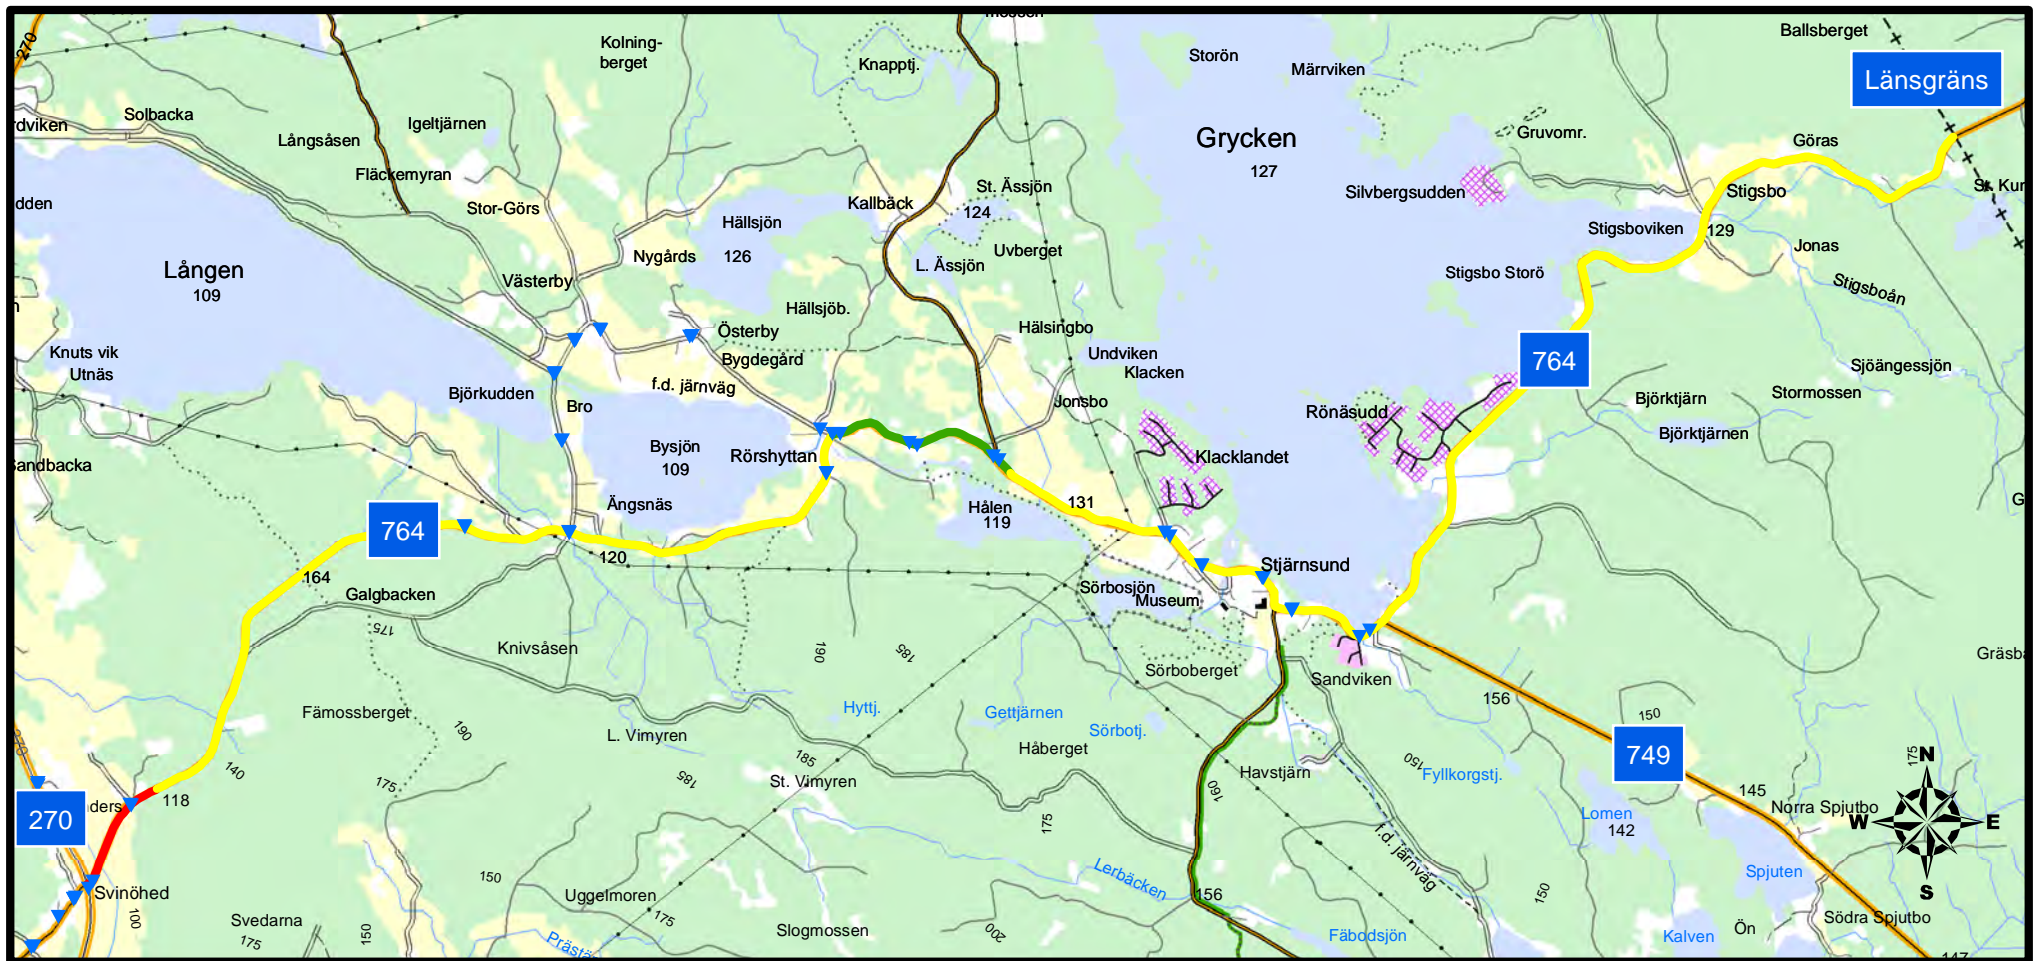 mossen
270
Kolning-
berget
Knapptj.
Storön
Märrviken
Ballsberget
Länsgräns
Solbacka
Igeltjärnen
Långsåsen
Fläckemyran
Stor-Görs
Grycken
127
Gruvomr.
Göras
Silvbergsudden
Stigsbo
Kallbäck
St. Ässjön
124
Hällsjön
126
Nygårds
Uvberget
L. Ässjön
Stigsboviken
129
Jonas
Stigsbo Storö
Stigsboån
Lången
109
Västerby
Hällsjöb.
Österby
Bygdegård
Hälsingbo
Undviken
Klacken
Knuts vik
Utnäs
764
Sjöängessjön
Stormossen
Björktjärn
Björktjärnen
f.d. järnväg
Björkudden
Bro
Jonsbo
Rönäsudd
Bysjön
109
Rörshyttan
Klacklandet
Ängsnäs
Hålen
119
131
764
120
164
Galgbacken
175
Stjärnsund
Sörbosjön
Museum
Knivsåsen
190
185
Sörboberget
Sandviken
156
Fämossberget
190
Hyttj.
Gettjärnen
Sörbotj.
Håberget
L. Vimyren
185
185
St. Vimyren
175
140
175
118
270
Svinöhed
100
Havstjärn
160
150
Fyllkorgstj.
150
749
145
Norra Spjutbo
Lomen
142
175
N
W
E
S
f.d. järnväg
Spjuten
Lerbäcken
156
150
150
Uggelmoren
175
Svedarna
175
150
Slogmossen
200
Fäbodsjön
Kalven
Ön
Södra Spjutbo
147